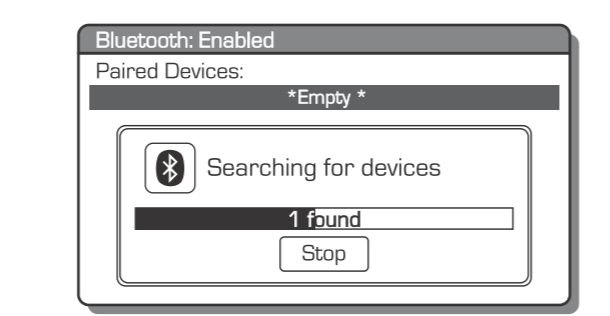 Bluetooth: Enabled
Paired Devices:
*Empty *
Searching for devices
1 found
Stop